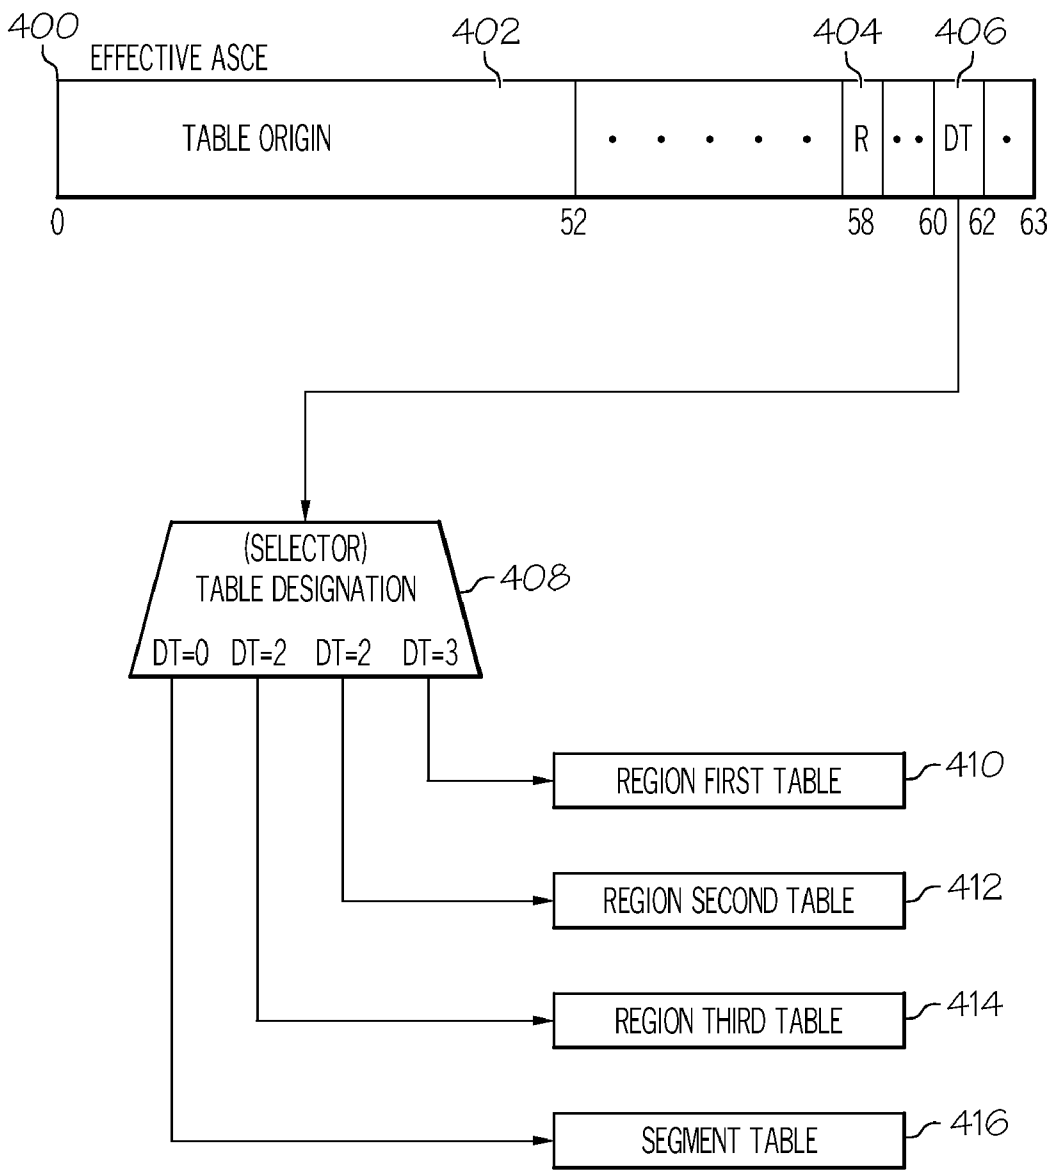 400
402
404
406
EFFECTIVE ASCE
TABLE ORIGIN
• • • • •
R
• •
DT
•
0
52
58
60
62
63
(SELECTOR)
TABLE DESIGNATION
408
DT=0 DT=2 DT=2 DT=3
REGION FIRST TABLE
410
REGION SECOND TABLE
412
REGION THIRD TABLE
414
SEGMENT TABLE
416